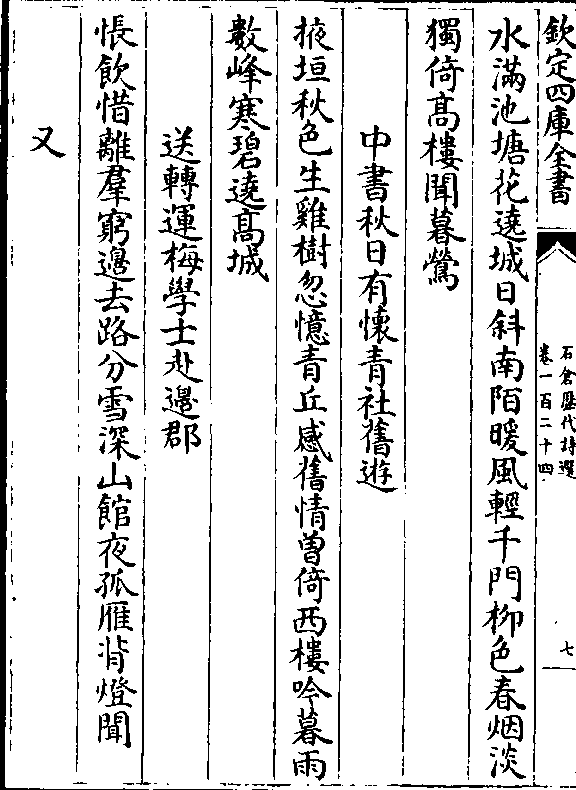 欽定四庫全書
石倉歷代詩選
卷一百二十四
七
水滿池塘花遶城日斜南陌暖風輕千門柳色春烟淡
獨倚高樓聞暮鶯
中書秋日有懷青社舊遊
掖垣秋色生雞樹忽憶青丘感舊情曽倚西樓吟暮雨
數峰寒碧遶髙城
送轉運梅學士赴邊郡
悵飲惜離羣窮邊去路分雪深山館夜孤雁背燈聞
又